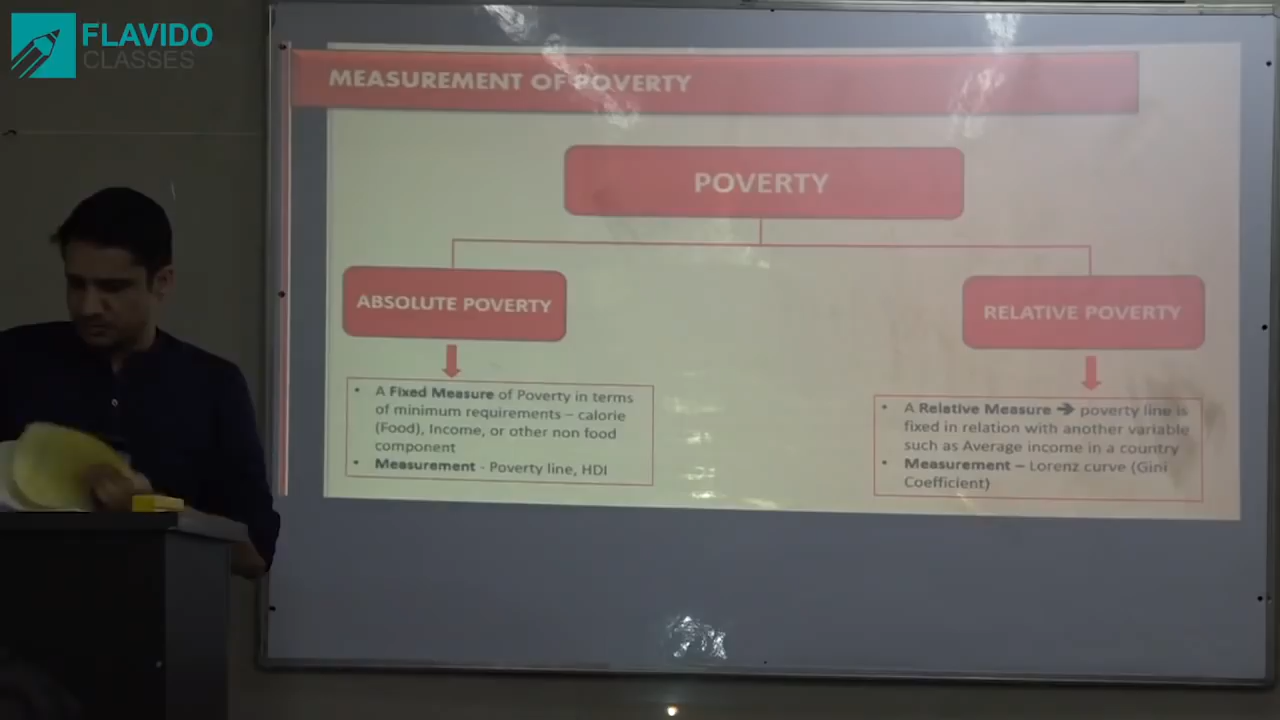 FLAVIDO
CLASSES
MEASUREMENT OF POVERTY
POVERTY
ABSOLUTE POVERTY
• A Fixed Measure of Poverty in terms
of minimum requirements – calorie
(Food), Income, or other non food
component
• Measurement - Poverty line, HDI
RELATIVE POVERTY
• A Relative Measure ➔ poverty line is
fixed in relation with another variable
such as Average income in a country
• Measurement – Lorenz curve (Gini
Coefficient)